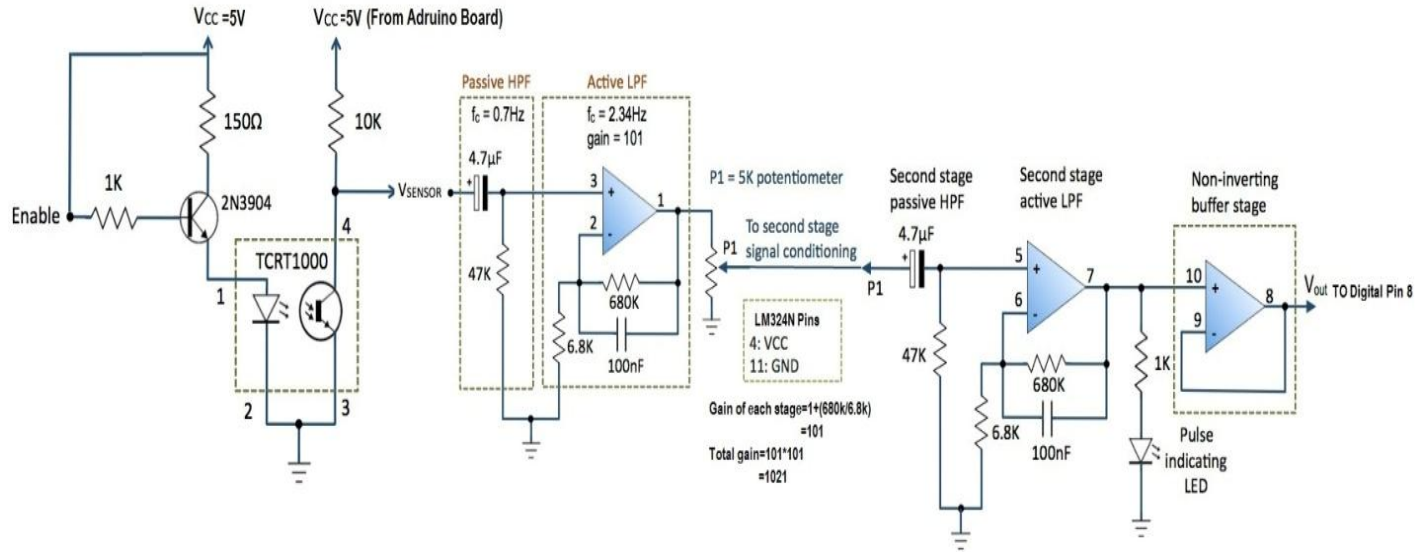 VCC =5V
VCC=5V (From Adruino Board)
150Ω
10K
1K
Enable
2N3904
VSENSOR
4
TCRT1000
1
2
3
Passive HPF
fc = 0.7Hz
4.7µF
+
47K
Active LPF
fc = 2.34Hz
gain = 101
3
+
2
-
1
680K
6.8K
100nF
P1 = 5K potentiometer
P1
To second stage
signal conditioning
LM324N Pins
4: VCC
11: GND
Gain of each stage=1+(680k/6.8k)
=101
Total gain=101*101
=1021
P1
Second stage
passive HPF
4.7µF
+
47K
Second stage
active LPF
5
+
6
-
7
680K
6.8K
100nF
1K
Pulse
indicating
LED
Non-inverting
buffer stage
10
+
9
-
8
Vout TO Digital Pin 8